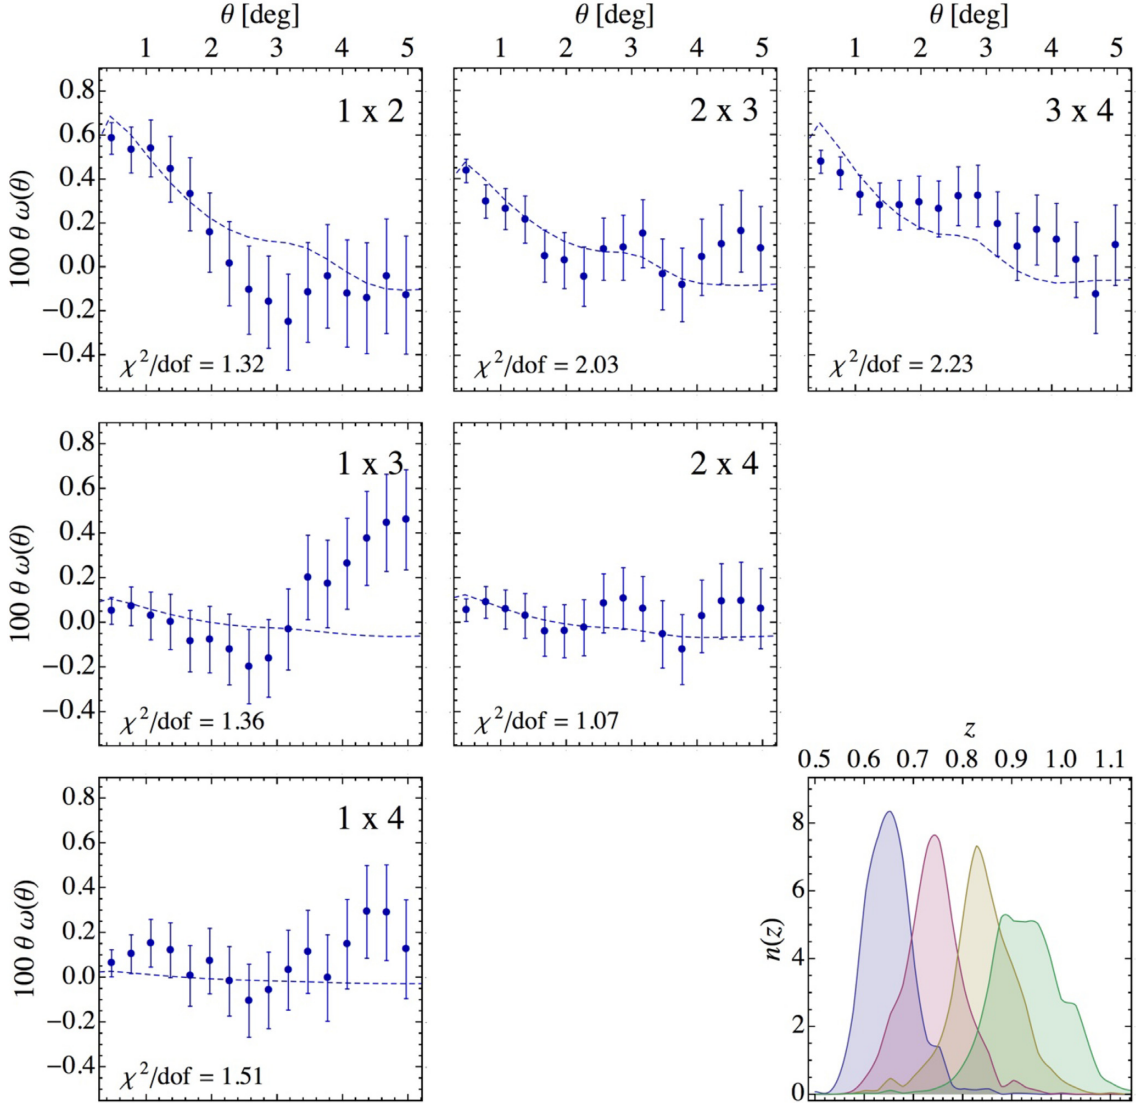 θ [deg] θ [deg] θ [deg]
1 2 3 4 5 1 2 3 4 5 1 2 3 4 5
0.8
0.6
0.4
0.2
0.0
−0.2
−0.4
100 θ ω(θ)
1 x 2
χ²/dof = 1.32
2 x 3
χ²/dof = 2.03
3 x 4
χ²/dof = 2.23
0.8
0.6
0.4
0.2
0.0
−0.2
−0.4
100 θ ω(θ)
1 x 3
χ²/dof = 1.36
2 x 4
χ²/dof = 1.07
0.8
0.6
0.4
0.2
0.0
−0.2
−0.4
100 θ ω(θ)
1 x 4
χ²/dof = 1.51
z
0.5 0.6 0.7 0.8 0.9 1.0 1.1
8
6
4
2
0
n(z)